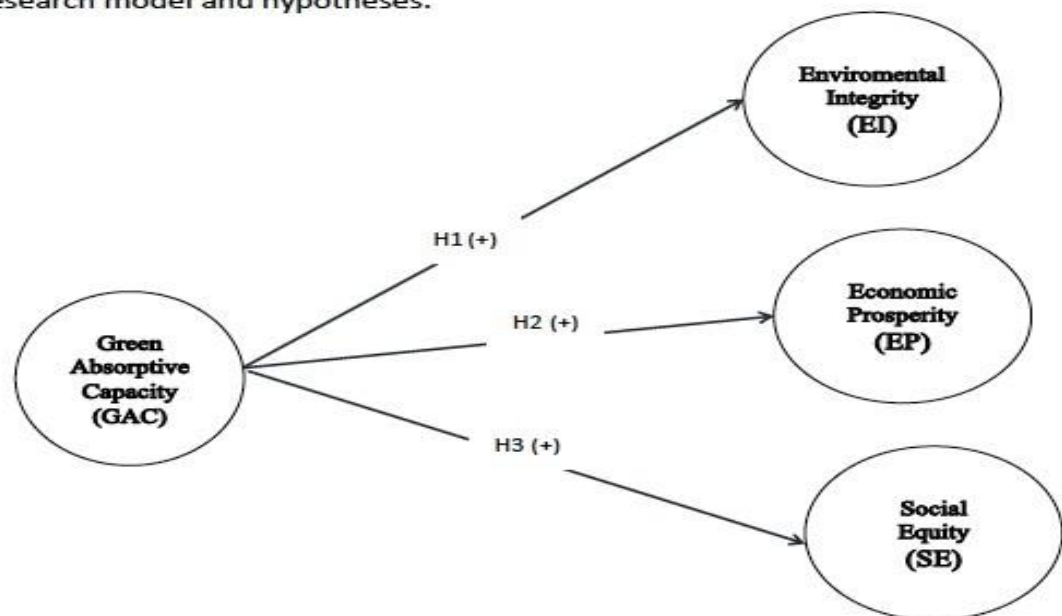 esearch model and hypotheses.
Enviromental
Integrity
(EI)
H1 (+)
Economic
Prosperity
(EP)
H2 (+)
Green
Absorptive
Capacity
(GAC)
H3 (+)
Social
Equity
(SE)